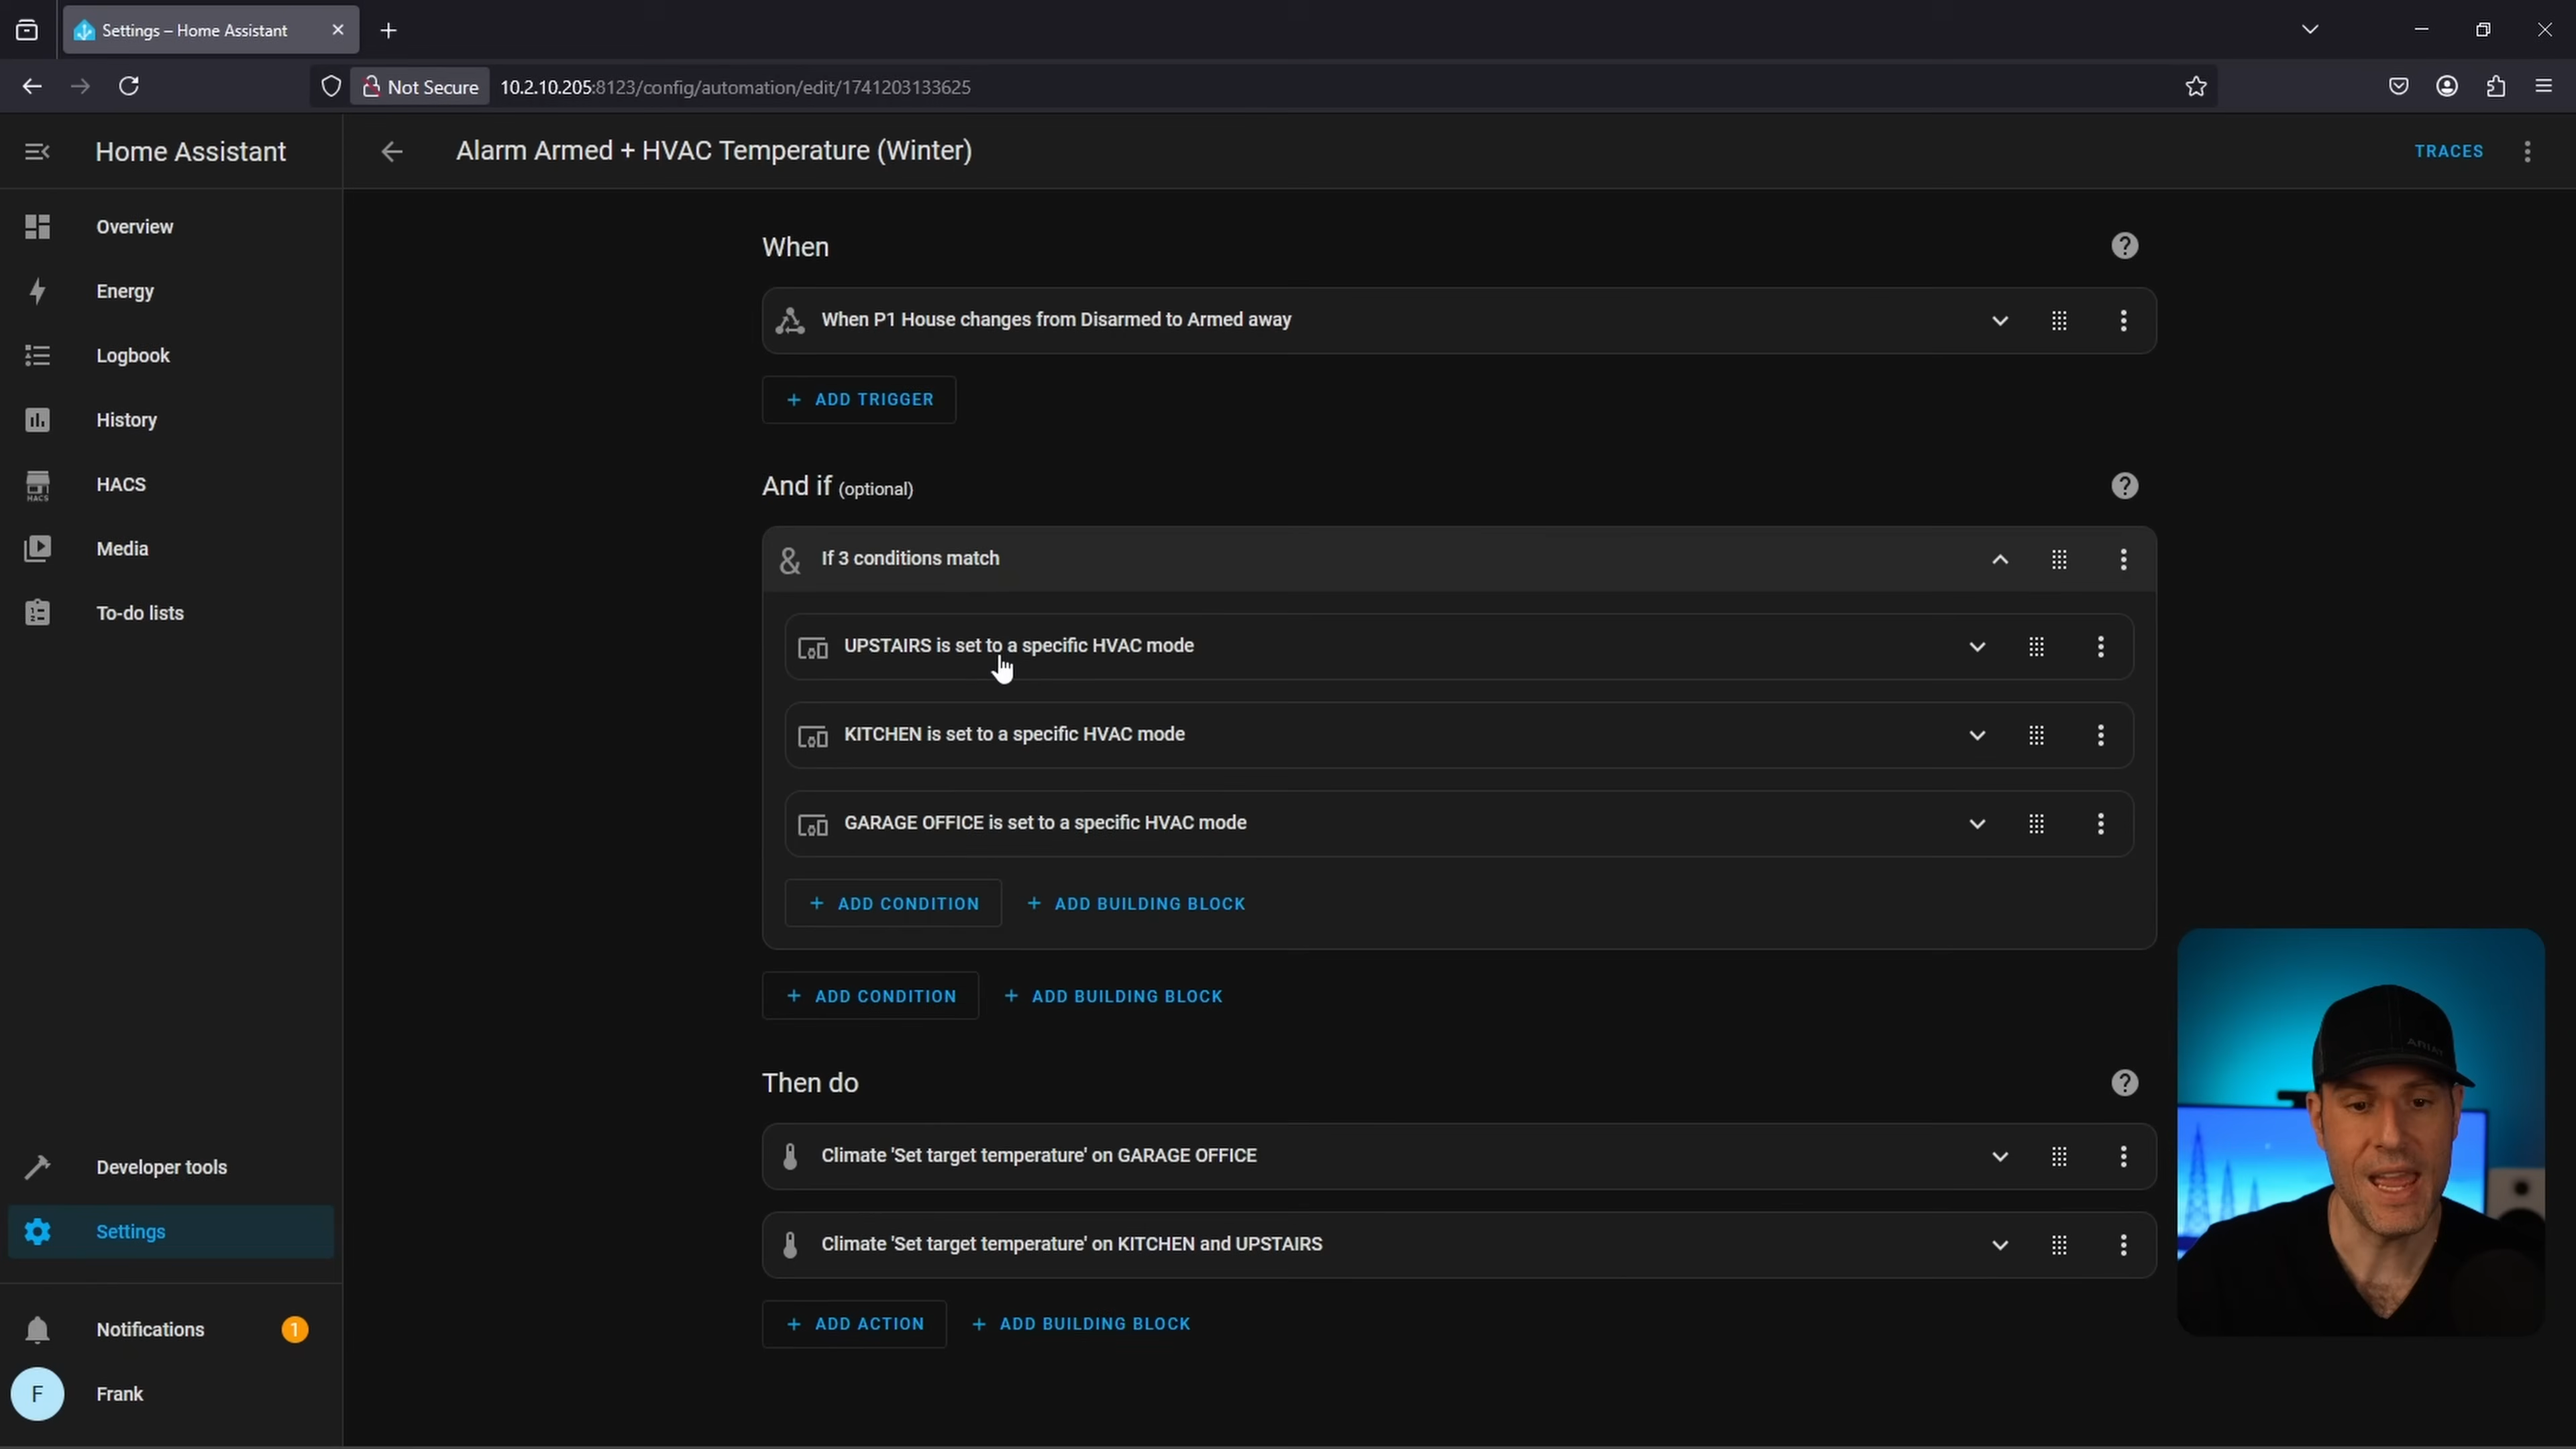 Settings – Home Assistant
Not Secure
10.2.10.205:8123/config/automation/edit/1741203133625
Home Assistant
Alarm Armed + HVAC Temperature (Winter)
TRACES
Overview
Energy
Logbook
History
HACS
HACS
Media
To-do lists
Developer tools
Settings
Notifications
1
F
Frank
When
When P1 House changes from Disarmed to Armed away
+ ADD TRIGGER
And if (optional)
& If 3 conditions match
UPSTAIRS is set to a specific HVAC mode
KITCHEN is set to a specific HVAC mode
GARAGE OFFICE is set to a specific HVAC mode
+ ADD CONDITION + ADD BUILDING BLOCK
+ ADD CONDITION + ADD BUILDING BLOCK
Then do
Climate 'Set target temperature' on GARAGE OFFICE
Climate 'Set target temperature' on KITCHEN and UPSTAIRS
+ ADD ACTION + ADD BUILDING BLOCK
ARIAT